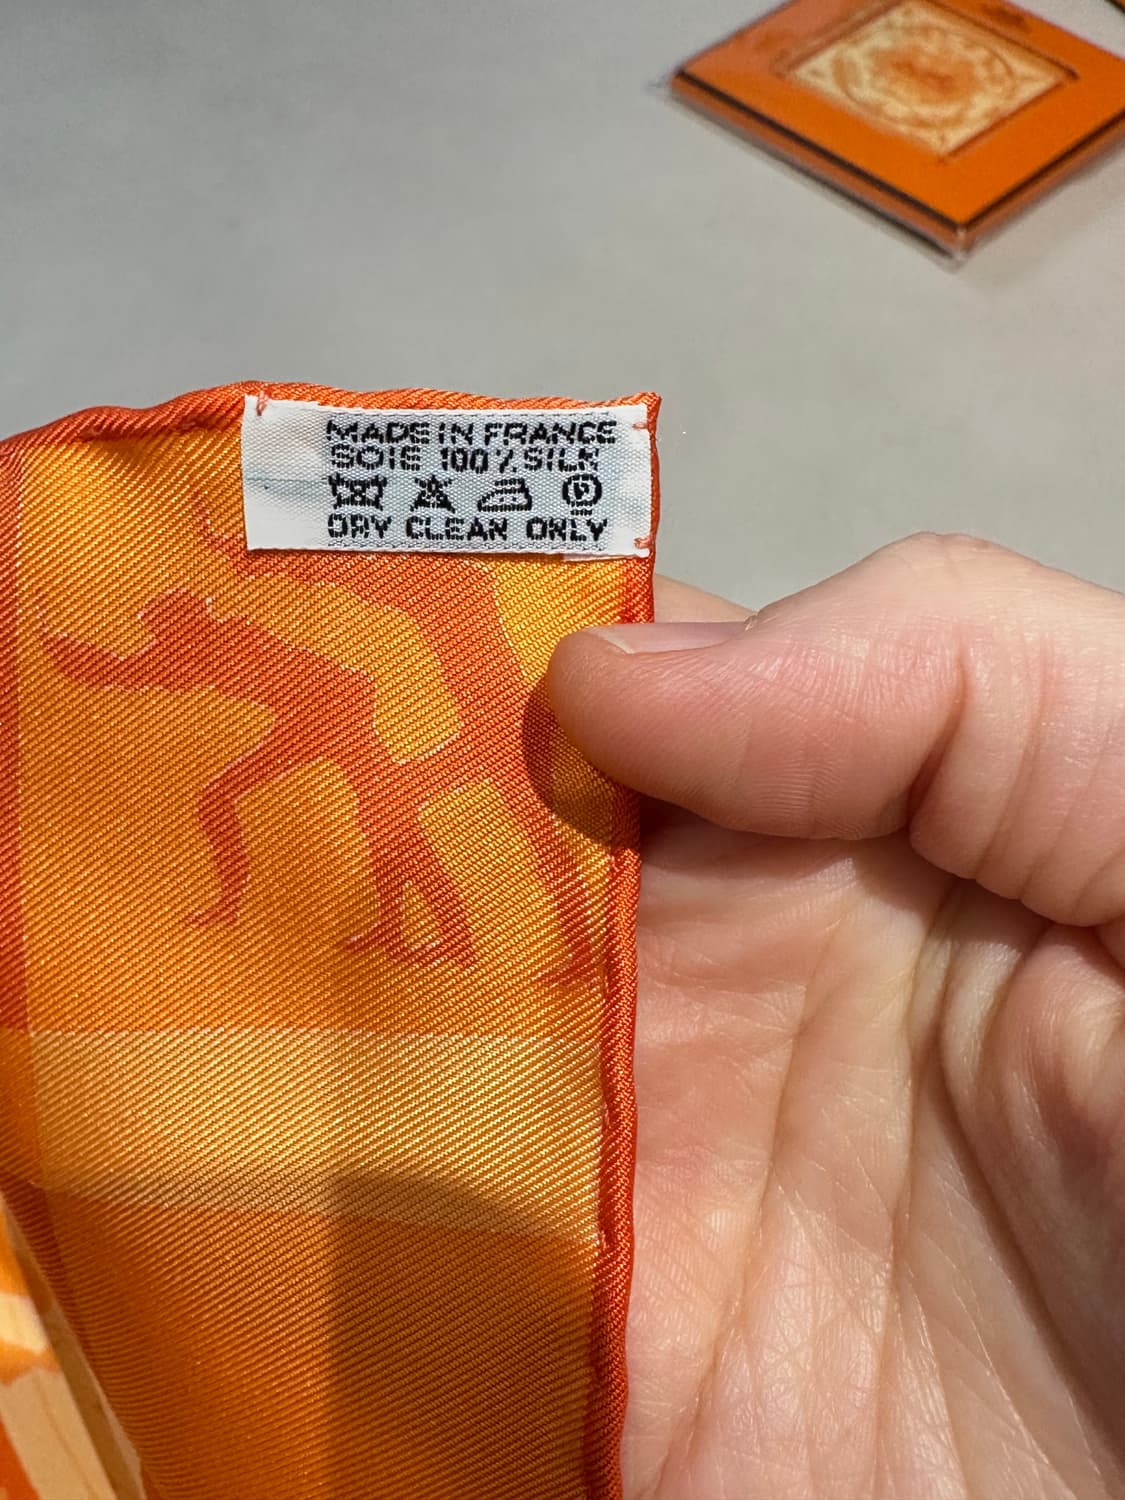 MADE IN FRANCE
SOIE 100% SILK
P
DRY CLEAN ONLY